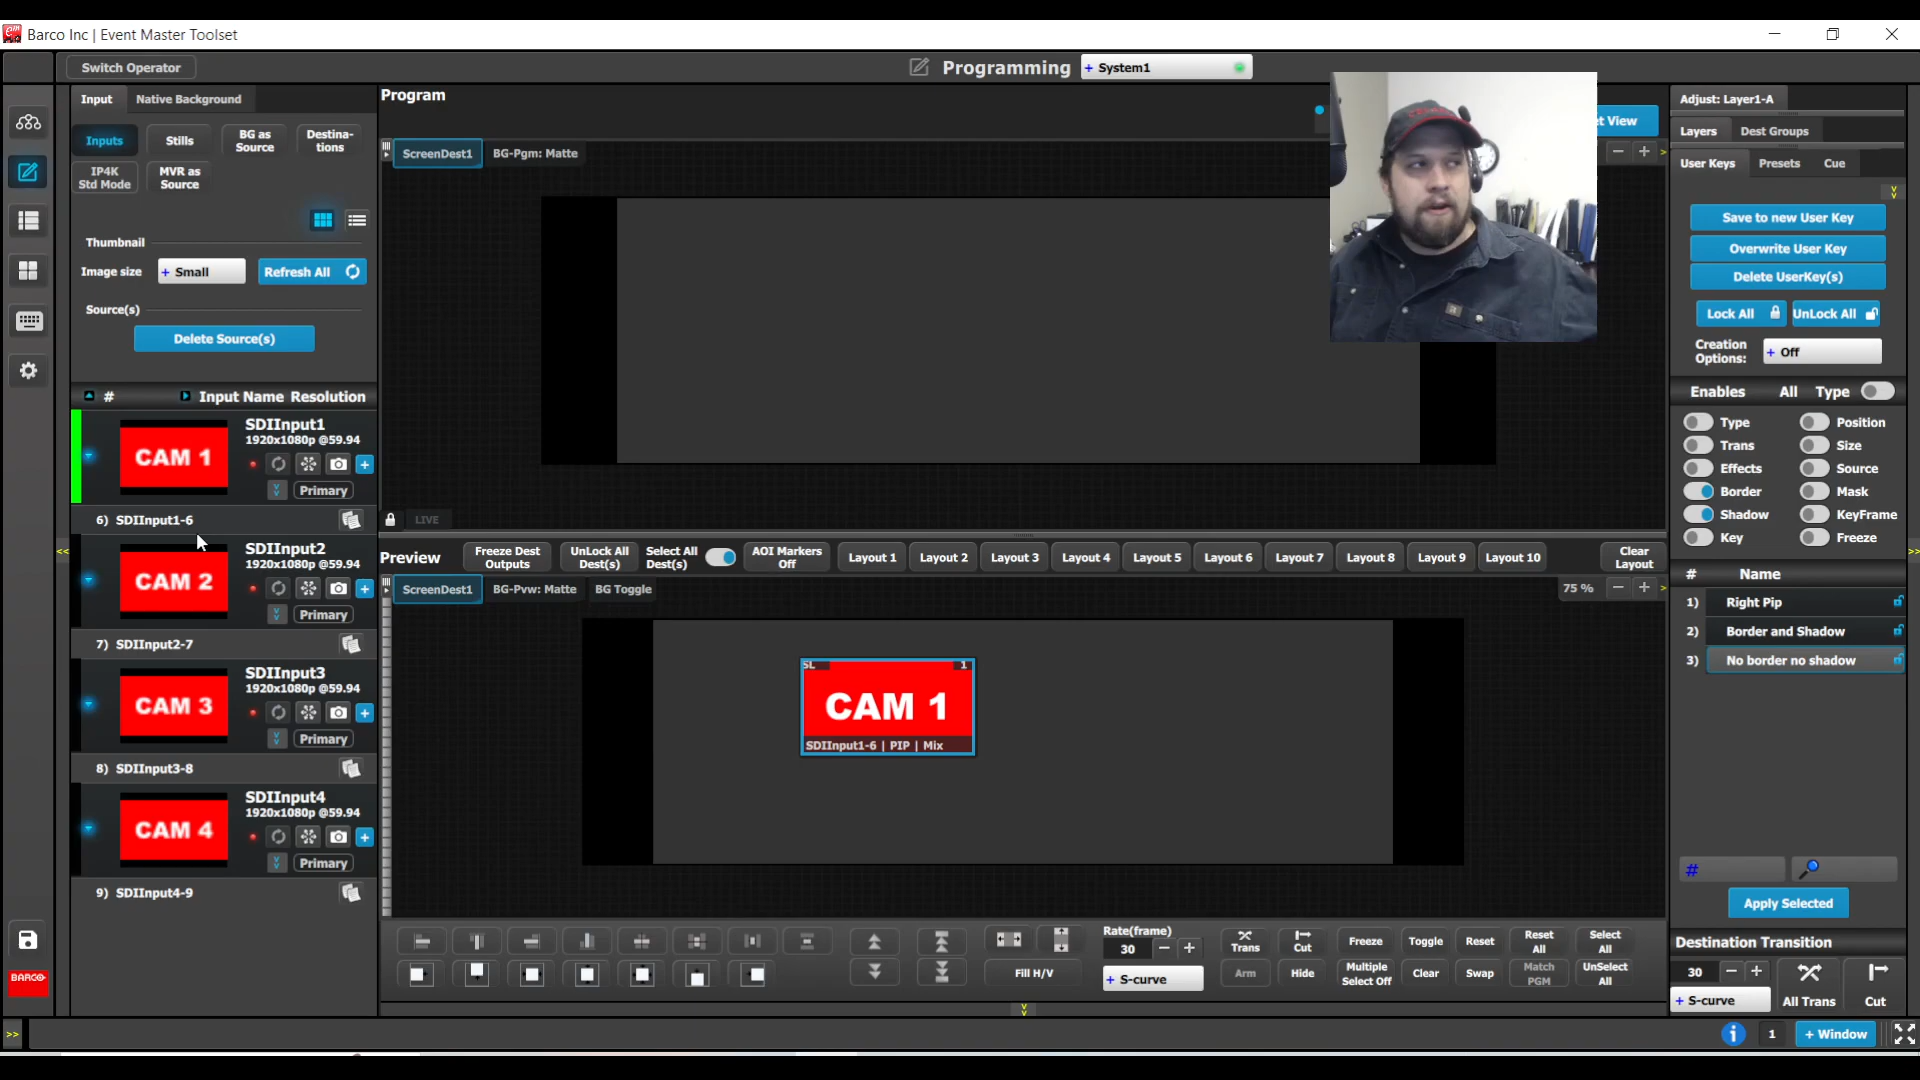 Barco Inc | Event Master Toolset
Switch Operator
Programming
+ System1
Input
Native Background
Inputs
Stills
BG as
Source
Destina-
tions
IP4K
Std Mode
MVR as
Source
Thumbnail
Image size
+ Small
Refresh All
Source(s)
Delete Source(s)
#
Input Name
Resolution
CAM 1
SDIInput1
1920x1080p @59.94
Primary
6) SDIInput1-6
CAM 2
SDIInput2
1920x1080p @59.94
Primary
7) SDIInput2-7
CAM 3
SDIInput3
1920x1080p @59.94
Primary
8) SDIInput3-8
CAM 4
SDIInput4
1920x1080p @59.94
Primary
9) SDIInput4-9
BARCO
Program
ScreenDest1
BG-Pgm: Matte
t View
LIVE
Preview
Freeze Dest
Outputs
UnLock All
Dest(s)
Select All
Dest(s)
AOI Markers
Off
Layout 1
Layout 2
Layout 3
Layout 4
Layout 5
Layout 6
Layout 7
Layout 8
Layout 9
Layout 10
Clear
Layout
ScreenDest1
BG-Pvw: Matte
BG Toggle
75 %
SL
1
CAM 1
SDIInput1-6 | PIP | Mix
Fill H/V
Rate(frame)
30
+ S-curve
Trans
Arm
Cut
Hide
Freeze
Multiple
Select Off
Toggle
Clear
Reset
Swap
Reset
All
Match
PGM
Select
All
UnSelect
All
Adjust: Layer1-A
Layers
Dest Groups
User Keys
Presets
Cue
Save to new User Key
Overwrite User Key
Delete UserKey(s)
Lock All
UnLock All
Creation
Options:
+ Off
Enables
All
Type
Type
Position
Trans
Size
Effects
Source
Border
Mask
Shadow
KeyFrame
Key
Freeze
#
Name
1) Right Pip
2) Border and Shadow
3) No border no shadow
#
Apply Selected
Destination Transition
30
+ S-curve
All Trans
Cut
1
+ Window